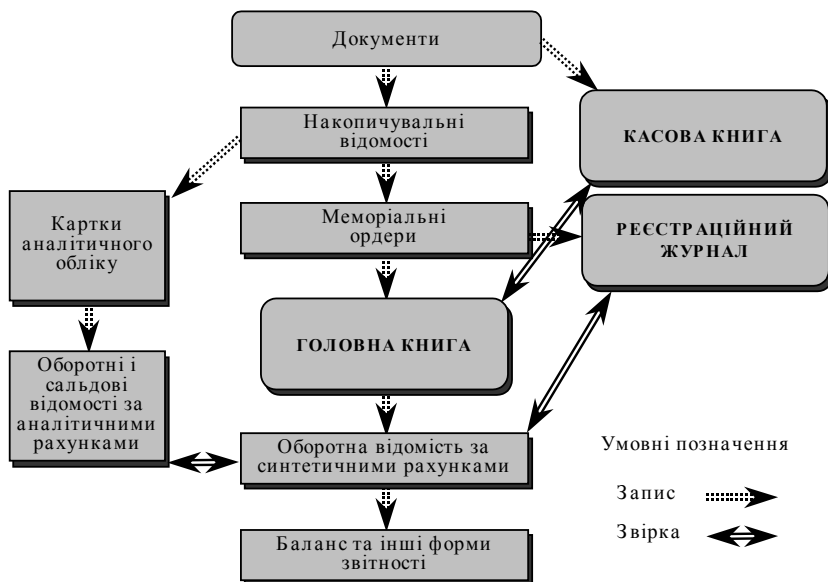 Документи
Накопичувальні
відомості
КАСОВА КНИГА
Картки
аналітичного
обліку
Меморіальні
ордери
РЕЄСТРАЦІЙНИЙ
ЖУРНАЛ
ГОЛОВНА КНИГА
Оборотні і
сальдові
відомості за
аналітичними
рахунками
Оборотна відомість за
синтетичними рахунками
Баланс та інші форми
звітності
Умовні позначення
Запис
Звірка